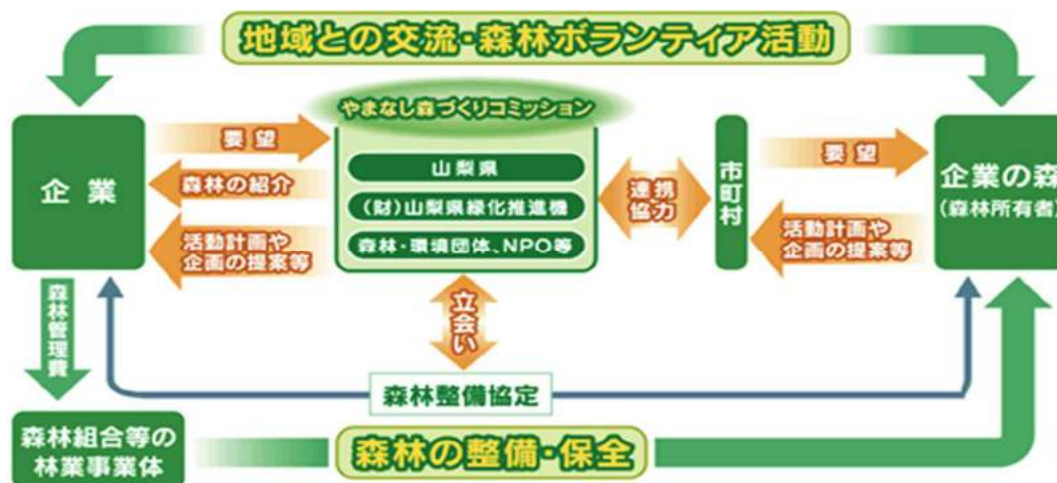 地域との交流・森林ボランティア活動
やまなし森づくりコミッション
企業
要望
森林の紹介
活動計画や
企画の提案等
山梨県
(財)山梨県緑化推進機
森林・環境団体、NPO等
連携
協力
市町村
要望
活動計画や
企画の提案等
企業の森
(森林所有者)
森林管理費
立会い
森林整備協定
森林組合等の
林業事業体
森林の整備・保全